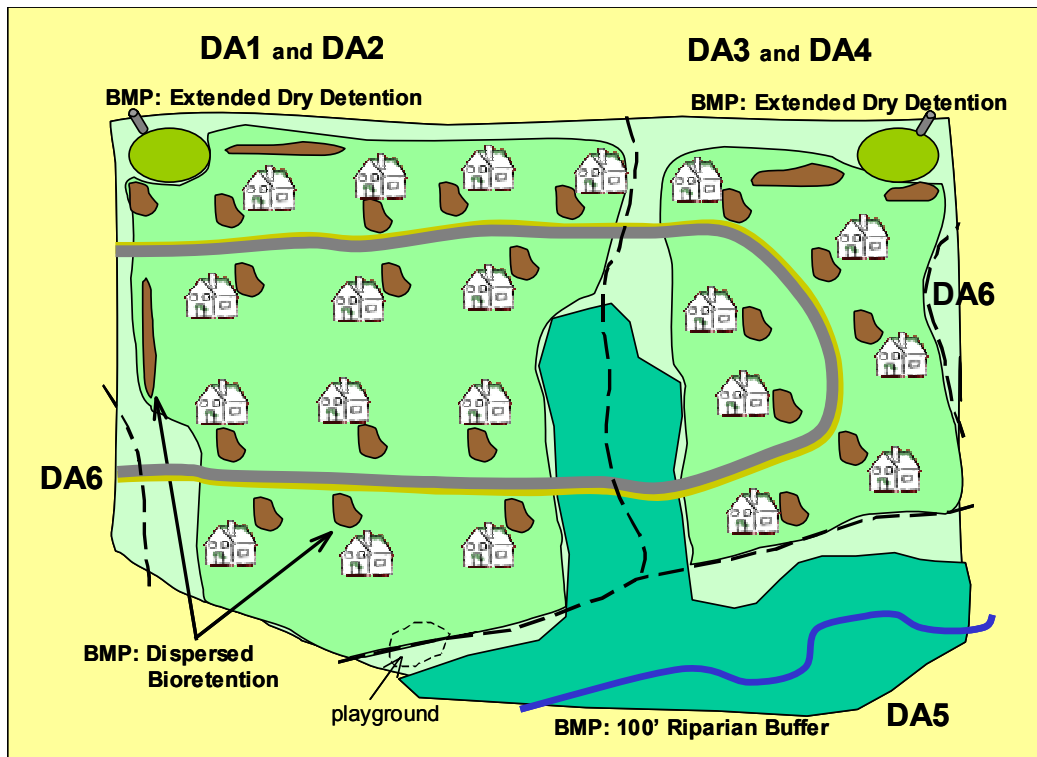 DA1 and DA2
DA3 and DA4
BMP: Extended Dry Detention
BMP: Extended Dry Detention
DA6
DA6
BMP: Dispersed
Bioretention
playground
DA5
BMP: 100' Riparian Buffer